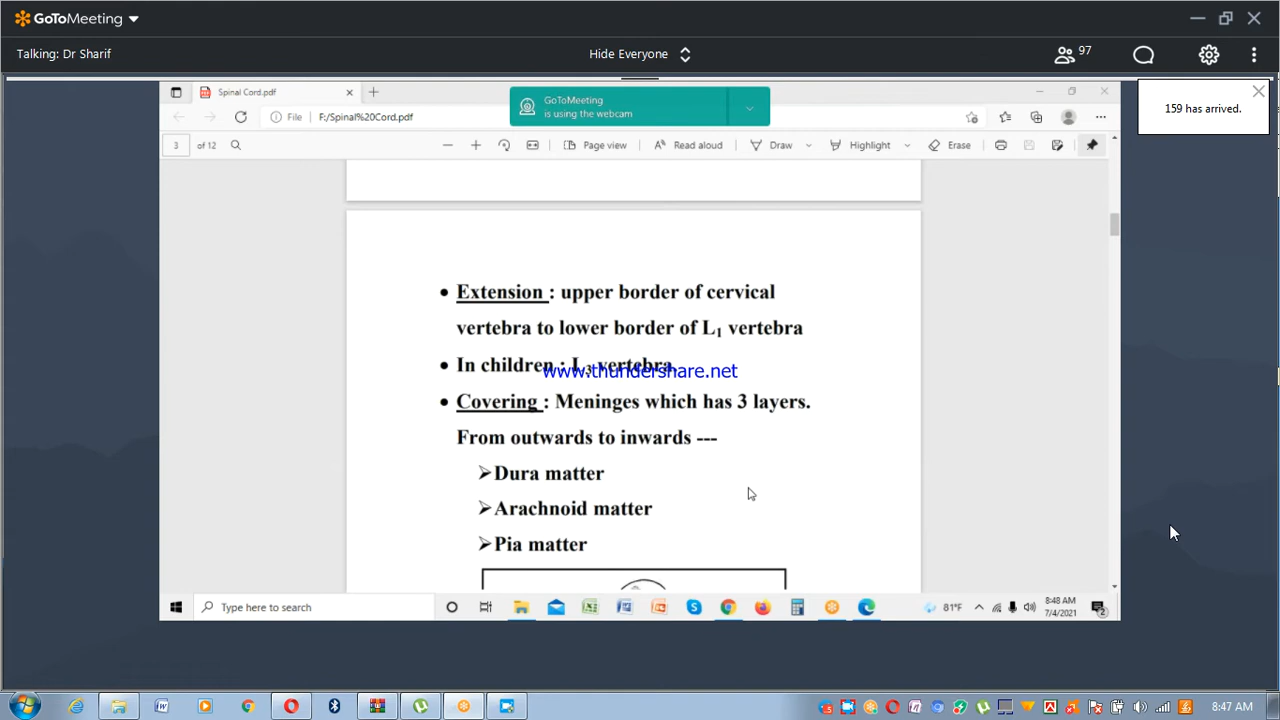 GoToMeeting
Talking: Dr Sharif
Hide Everyone
97
159 has arrived.
Spinal Cord.pdf
GoToMeeting
is using the webcam
File
F:/Spinal%20Cord.pdf
3 of 12
Page view
Read aloud
Draw
Highlight
Erase
• Extension : upper border of cervical
vertebra to lower border of L₁ vertebra
• In children : L₃ vertebra.
www.thundershare.net
• Covering : Meninges which has 3 layers.
From outwards to inwards ---
➢Dura matter
➢Arachnoid matter
➢Pia matter
Type here to search
81°F
8:48 AM
7/4/2021
2
8:47 AM